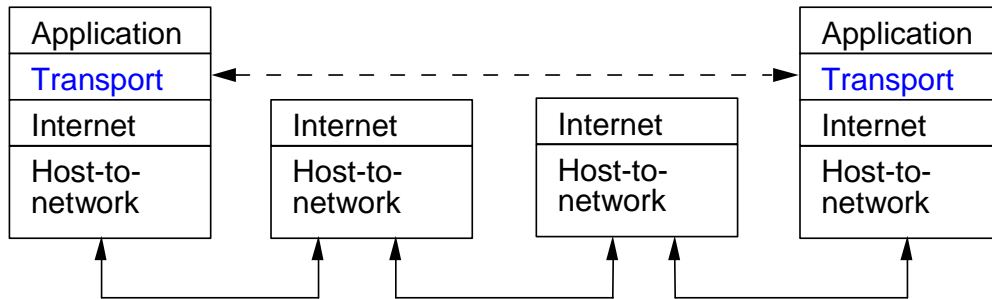 Application
Transport
Internet
Host-to-
network
Internet
Host-to-
network
Internet
Host-to-
network
Application
Transport
Internet
Host-to-
network